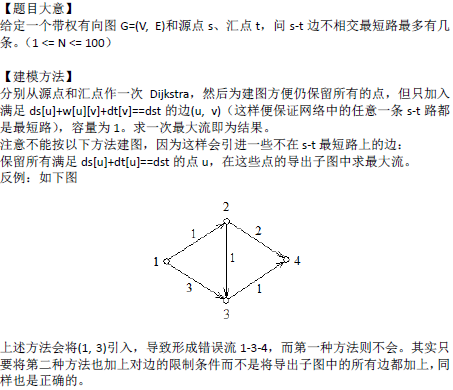 【题目大意】
给定一个带权有向图 G=(V, E)和源点 s、汇点 t，问 s-t 边不相交最短路最多有几
条。（1 <= N <= 100）
【建模方法】
分别从源点和汇点作一次 Dijkstra，然后为建图方便仍保留所有的点，但只加入
满足 ds[u]+w[u][v]+dt[v]==dst 的边(u, v)（这样便保证网络中的任意一条 s-t 路都
是最短路），容量为 1。求一次最大流即为结果。
注意不能按以下方法建图，因为这样会引进一些不在 s-t 最短路上的边：
保留所有满足 ds[u]+dt[u]==dst 的点 u，在这些点的导出子图中求最大流。
反例：如下图
2
1
2
1
1
4
3
1
3
上述方法会将(1, 3)引入，导致形成错误流 1-3-4，而第一种方法则不会。其实只
要将第二种方法也加上对边的限制条件而不是将导出子图中的所有边都加上，同
样也是正确的。